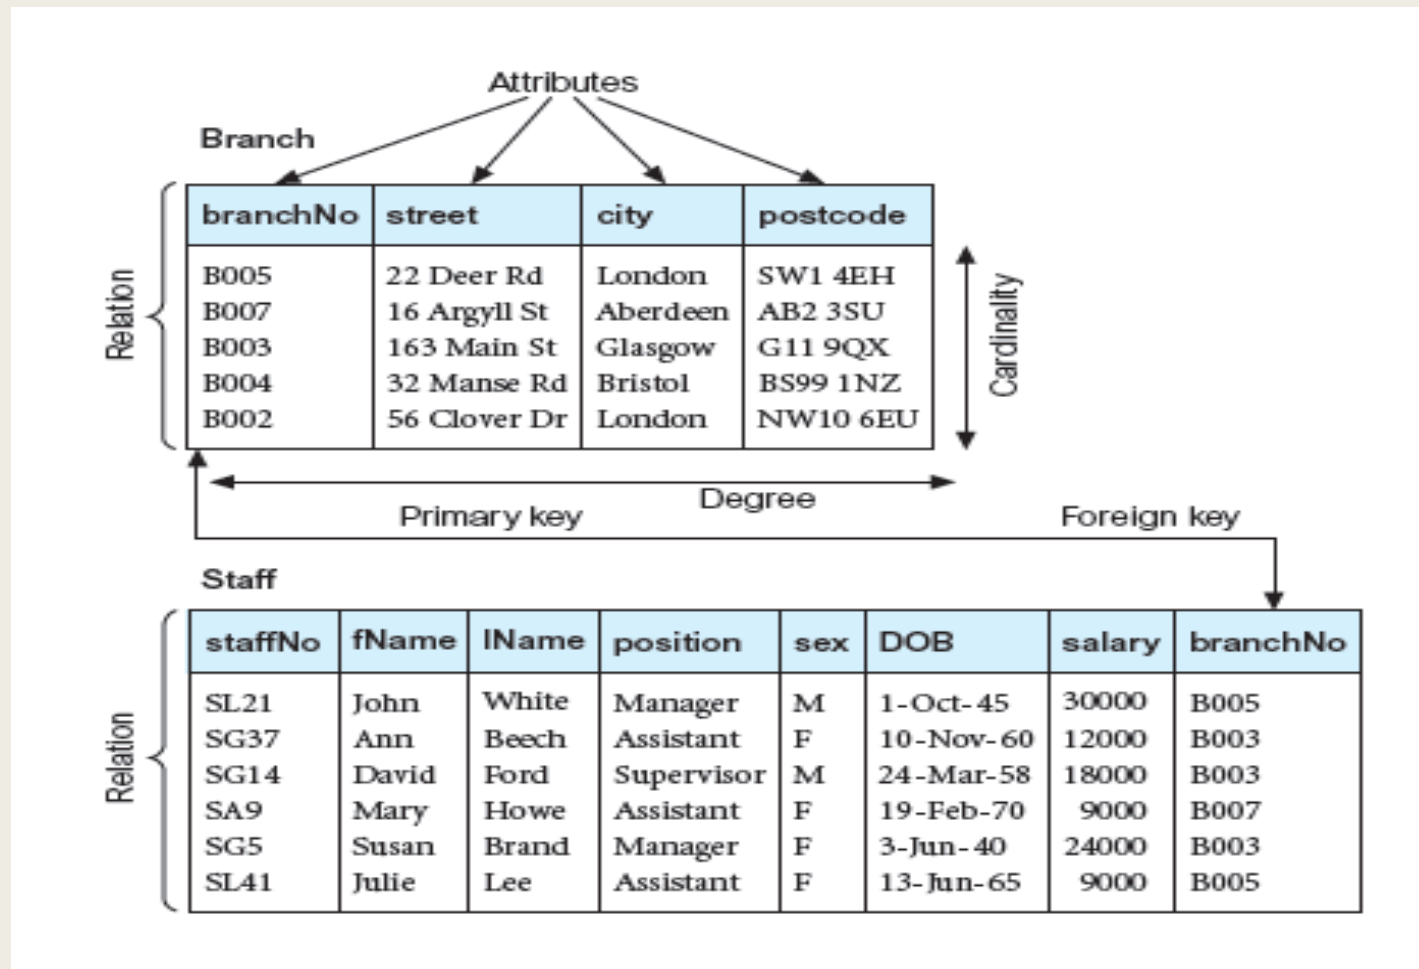 Attributes
Branch
branchNo street city postcode
B005 22 Deer Rd London SW1 4EH
B007 16 Argyll St Aberdeen AB2 3SU
B003 163 Main St Glasgow G11 9QX
B004 32 Manse Rd Bristol BS99 1NZ
B002 56 Clover Dr London NW10 6EU
Relation
Cardinality
Degree
Primary key Foreign key
Staff
staffNo fName lName position sex DOB salary branchNo
SL21 John White Manager M 1-Oct-45 30000 B005
SG37 Ann Beech Assistant F 10-Nov-60 12000 B003
SG14 David Ford Supervisor M 24-Mar-58 18000 B003
SA9 Mary Howe Assistant F 19-Feb-70 9000 B007
SG5 Susan Brand Manager F 3-Jun-40 24000 B003
SL41 Julie Lee Assistant F 13-Jun-65 9000 B005
Relation